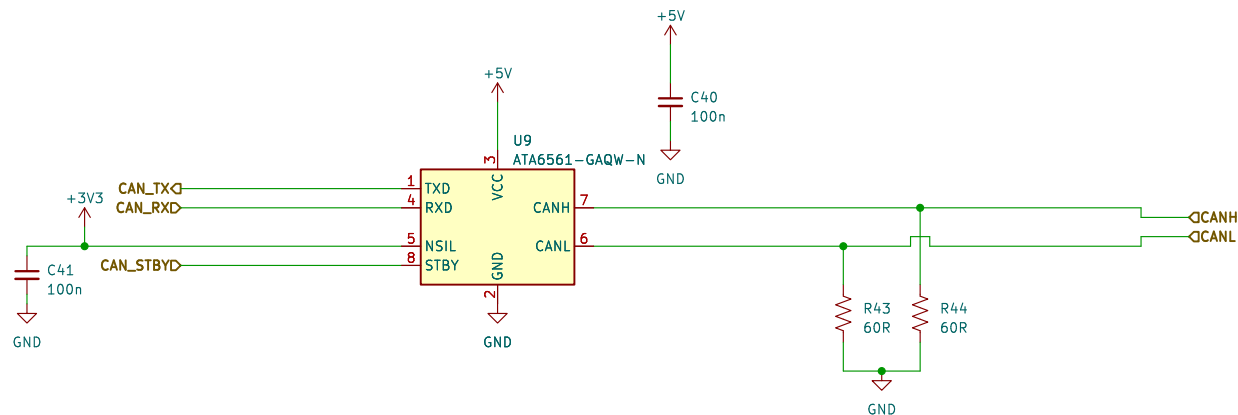 +5V
C40
100n
GND
+5V
U9
ATA6561-GAQW-N
3
VCC
CAN_TX
1
TXD
CAN_RX
4
RXD
CANH
7
CANH
+3V3
5
NSIL
CANL
6
CANL
CAN_STBY
8
STBY
GND
2
GND
C41
100n
GND
R43
60R
R44
60R
GND